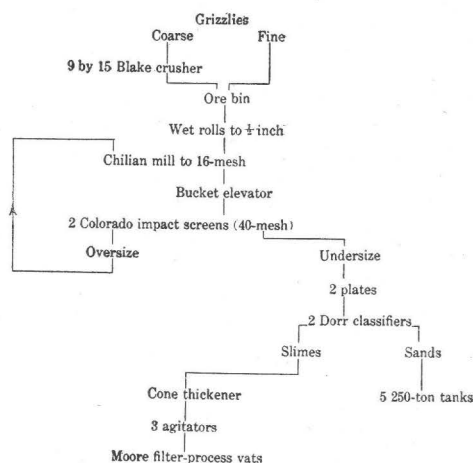 Grizzlies
Coarse Fine
9 by 15 Blake crusher
Ore bin
Wet rolls to ½-inch
Chilian mill to 16-mesh
Bucket elevator
2 Colorado impact screens (40-mesh)
Oversize Undersize
2 plates
2 Dorr classifiers
Slimes Sands
Cone thickener 5 250-ton tanks
3 agitators
Moore filter-process vats